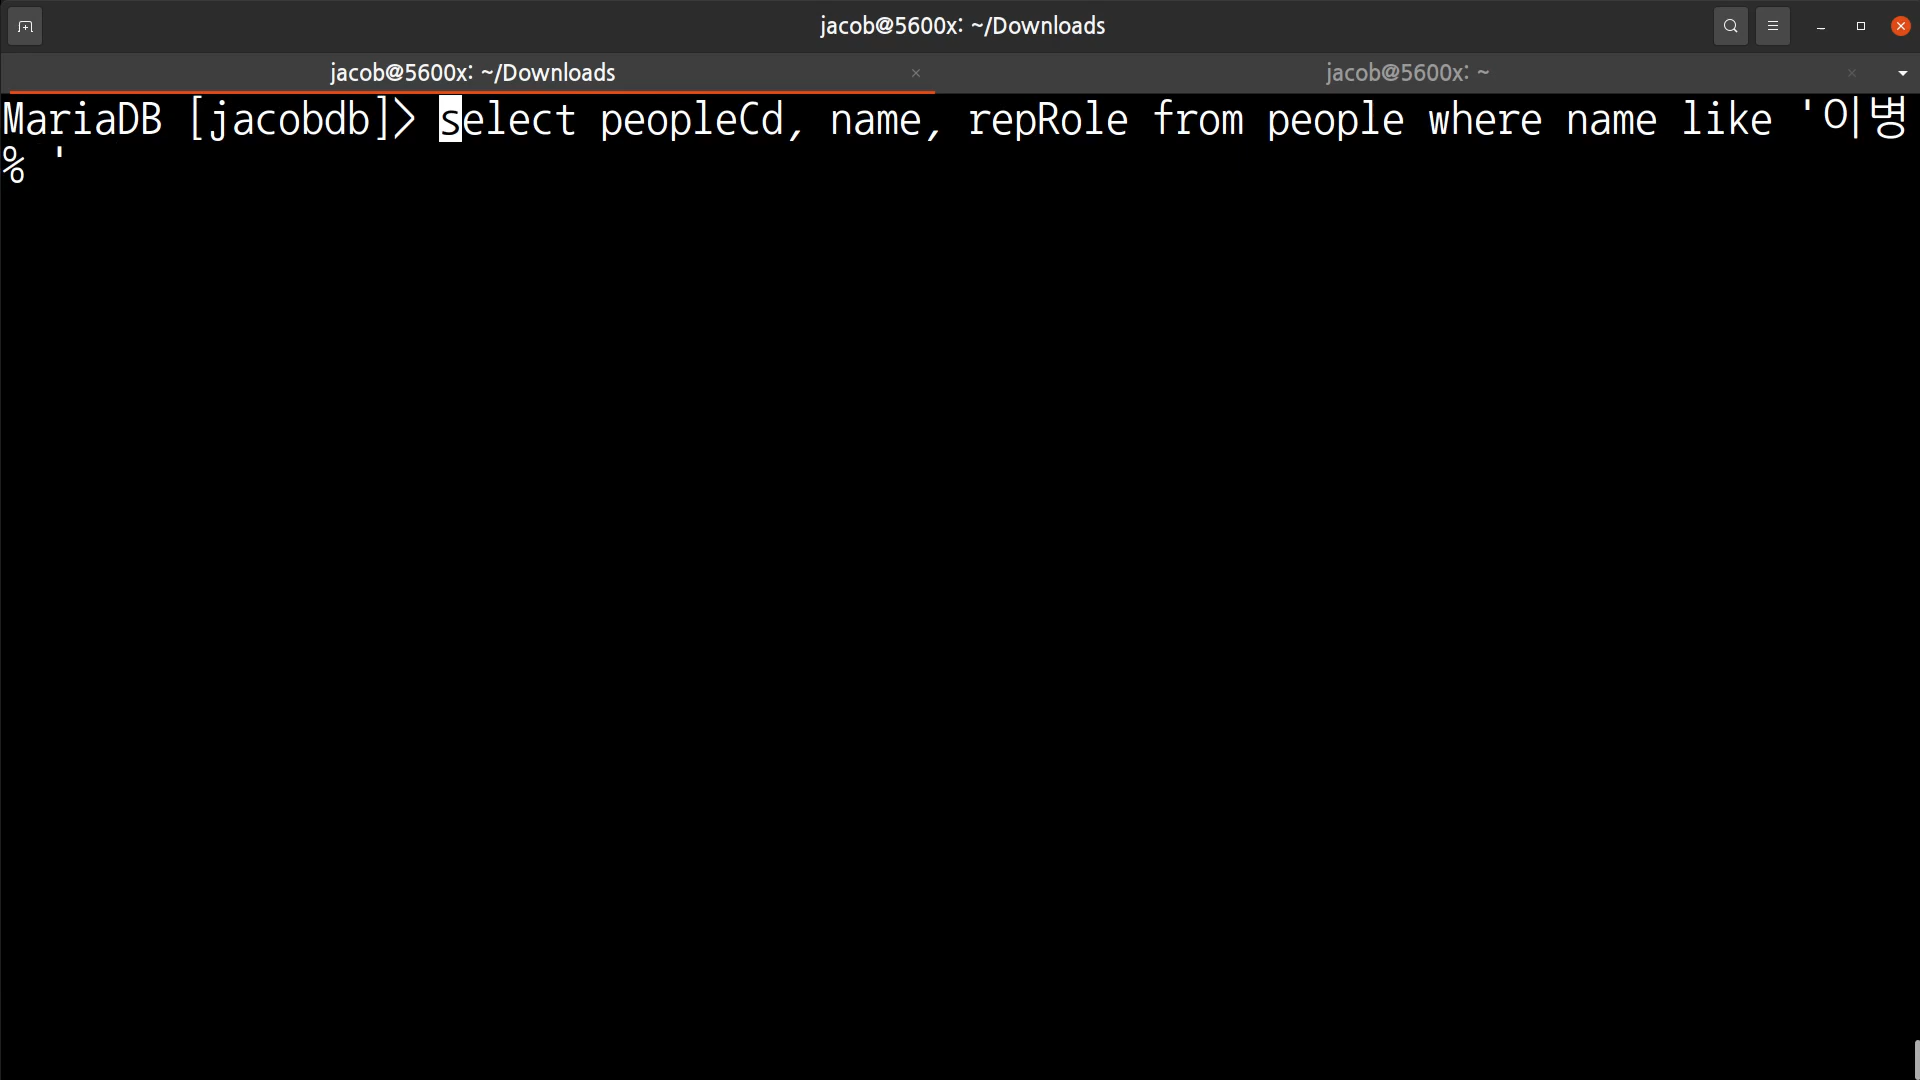 jacob@5600x: ~/Downloads
jacob@5600x: ~/Downloads
jacob@5600x: ~
MariaDB [jacobdb]> select peopleCd, name, repRole from people where name like '이병
% '